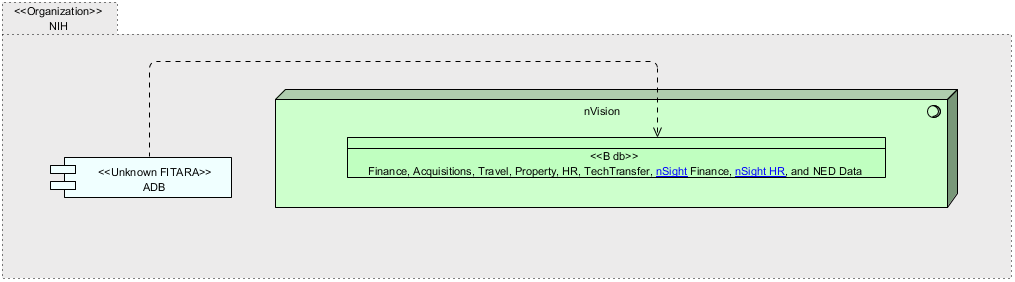 <<Organization>>
NIH
nVision
<<B db>>
Finance, Acquisitions, Travel, Property, HR, TechTransfer, nSight Finance, nSight HR, and NED Data
<<Unknown FITARA>>
ADB